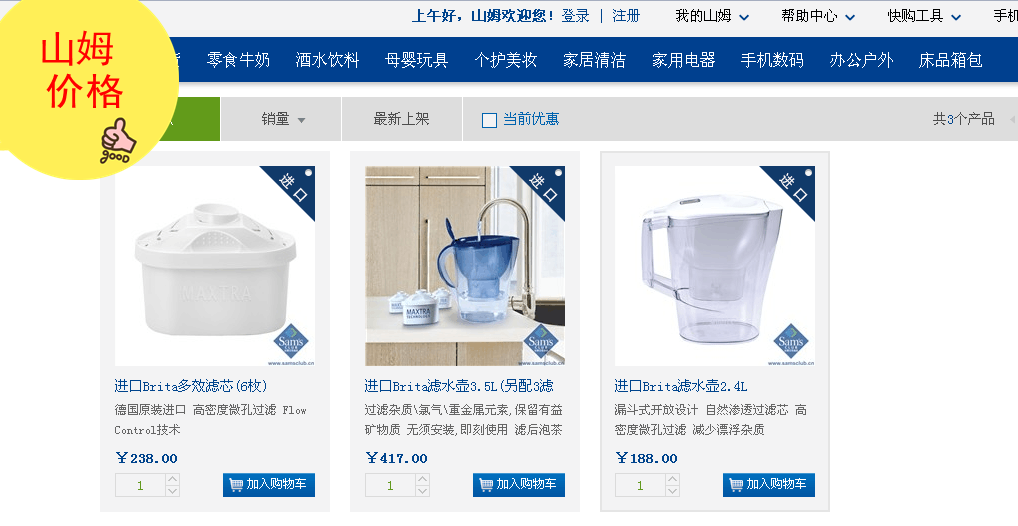 上午好，山姆欢迎您！登录 | 注册 我的山姆 帮助中心 快购工具 手机
山姆
价格
gooo
零食牛奶 酒水饮料 母婴玩具 个护美妆 家居清洁 家用电器 手机数码 办公户外 床品箱包
销量 最新上架 当前优惠 共3个产品
进口
进口
进口
MAXTRA
MAXTRA
TECHNOLOGY
Sam's
CLUB
www.samsclub.cn
Sam's
CLUB
www.samsclub.cn
Sam's
CLUB
www.samsclub.cn
进口Brita多效滤芯(6枚)
德国原装进口 高密度微孔过滤 Flow
Control技术
￥238.00
1 加入购物车
进口Brita滤水壶3.5L(另配3滤
过滤杂质\氯气\重金属元素,保留有益
矿物质 无须安装,即刻使用 滤后泡茶
￥417.00
1 加入购物车
进口Brita滤水壶2.4L
漏斗式开放设计 自然渗透过滤芯 高
密度微孔过滤 减少漂浮杂质
￥188.00
1 加入购物车